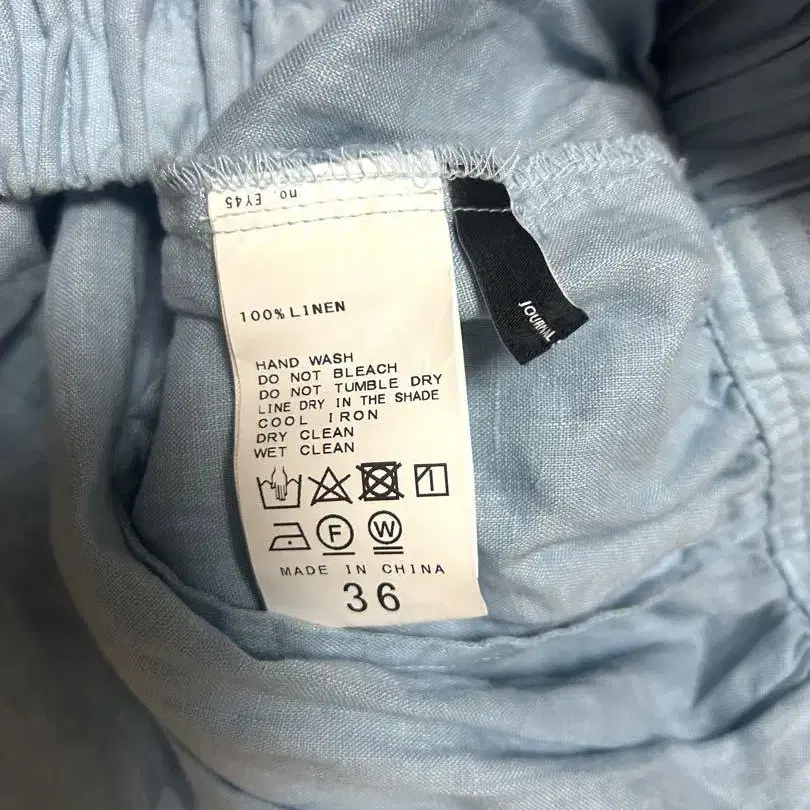 no EY45
100% LINEN
HAND WASH
DO NOT BLEACH
DO NOT TUMBLE DRY
LINE DRY IN THE SHADE
COOL IRON
DRY CLEAN
WET CLEAN
F W
MADE IN CHINA
36
JOURNAL